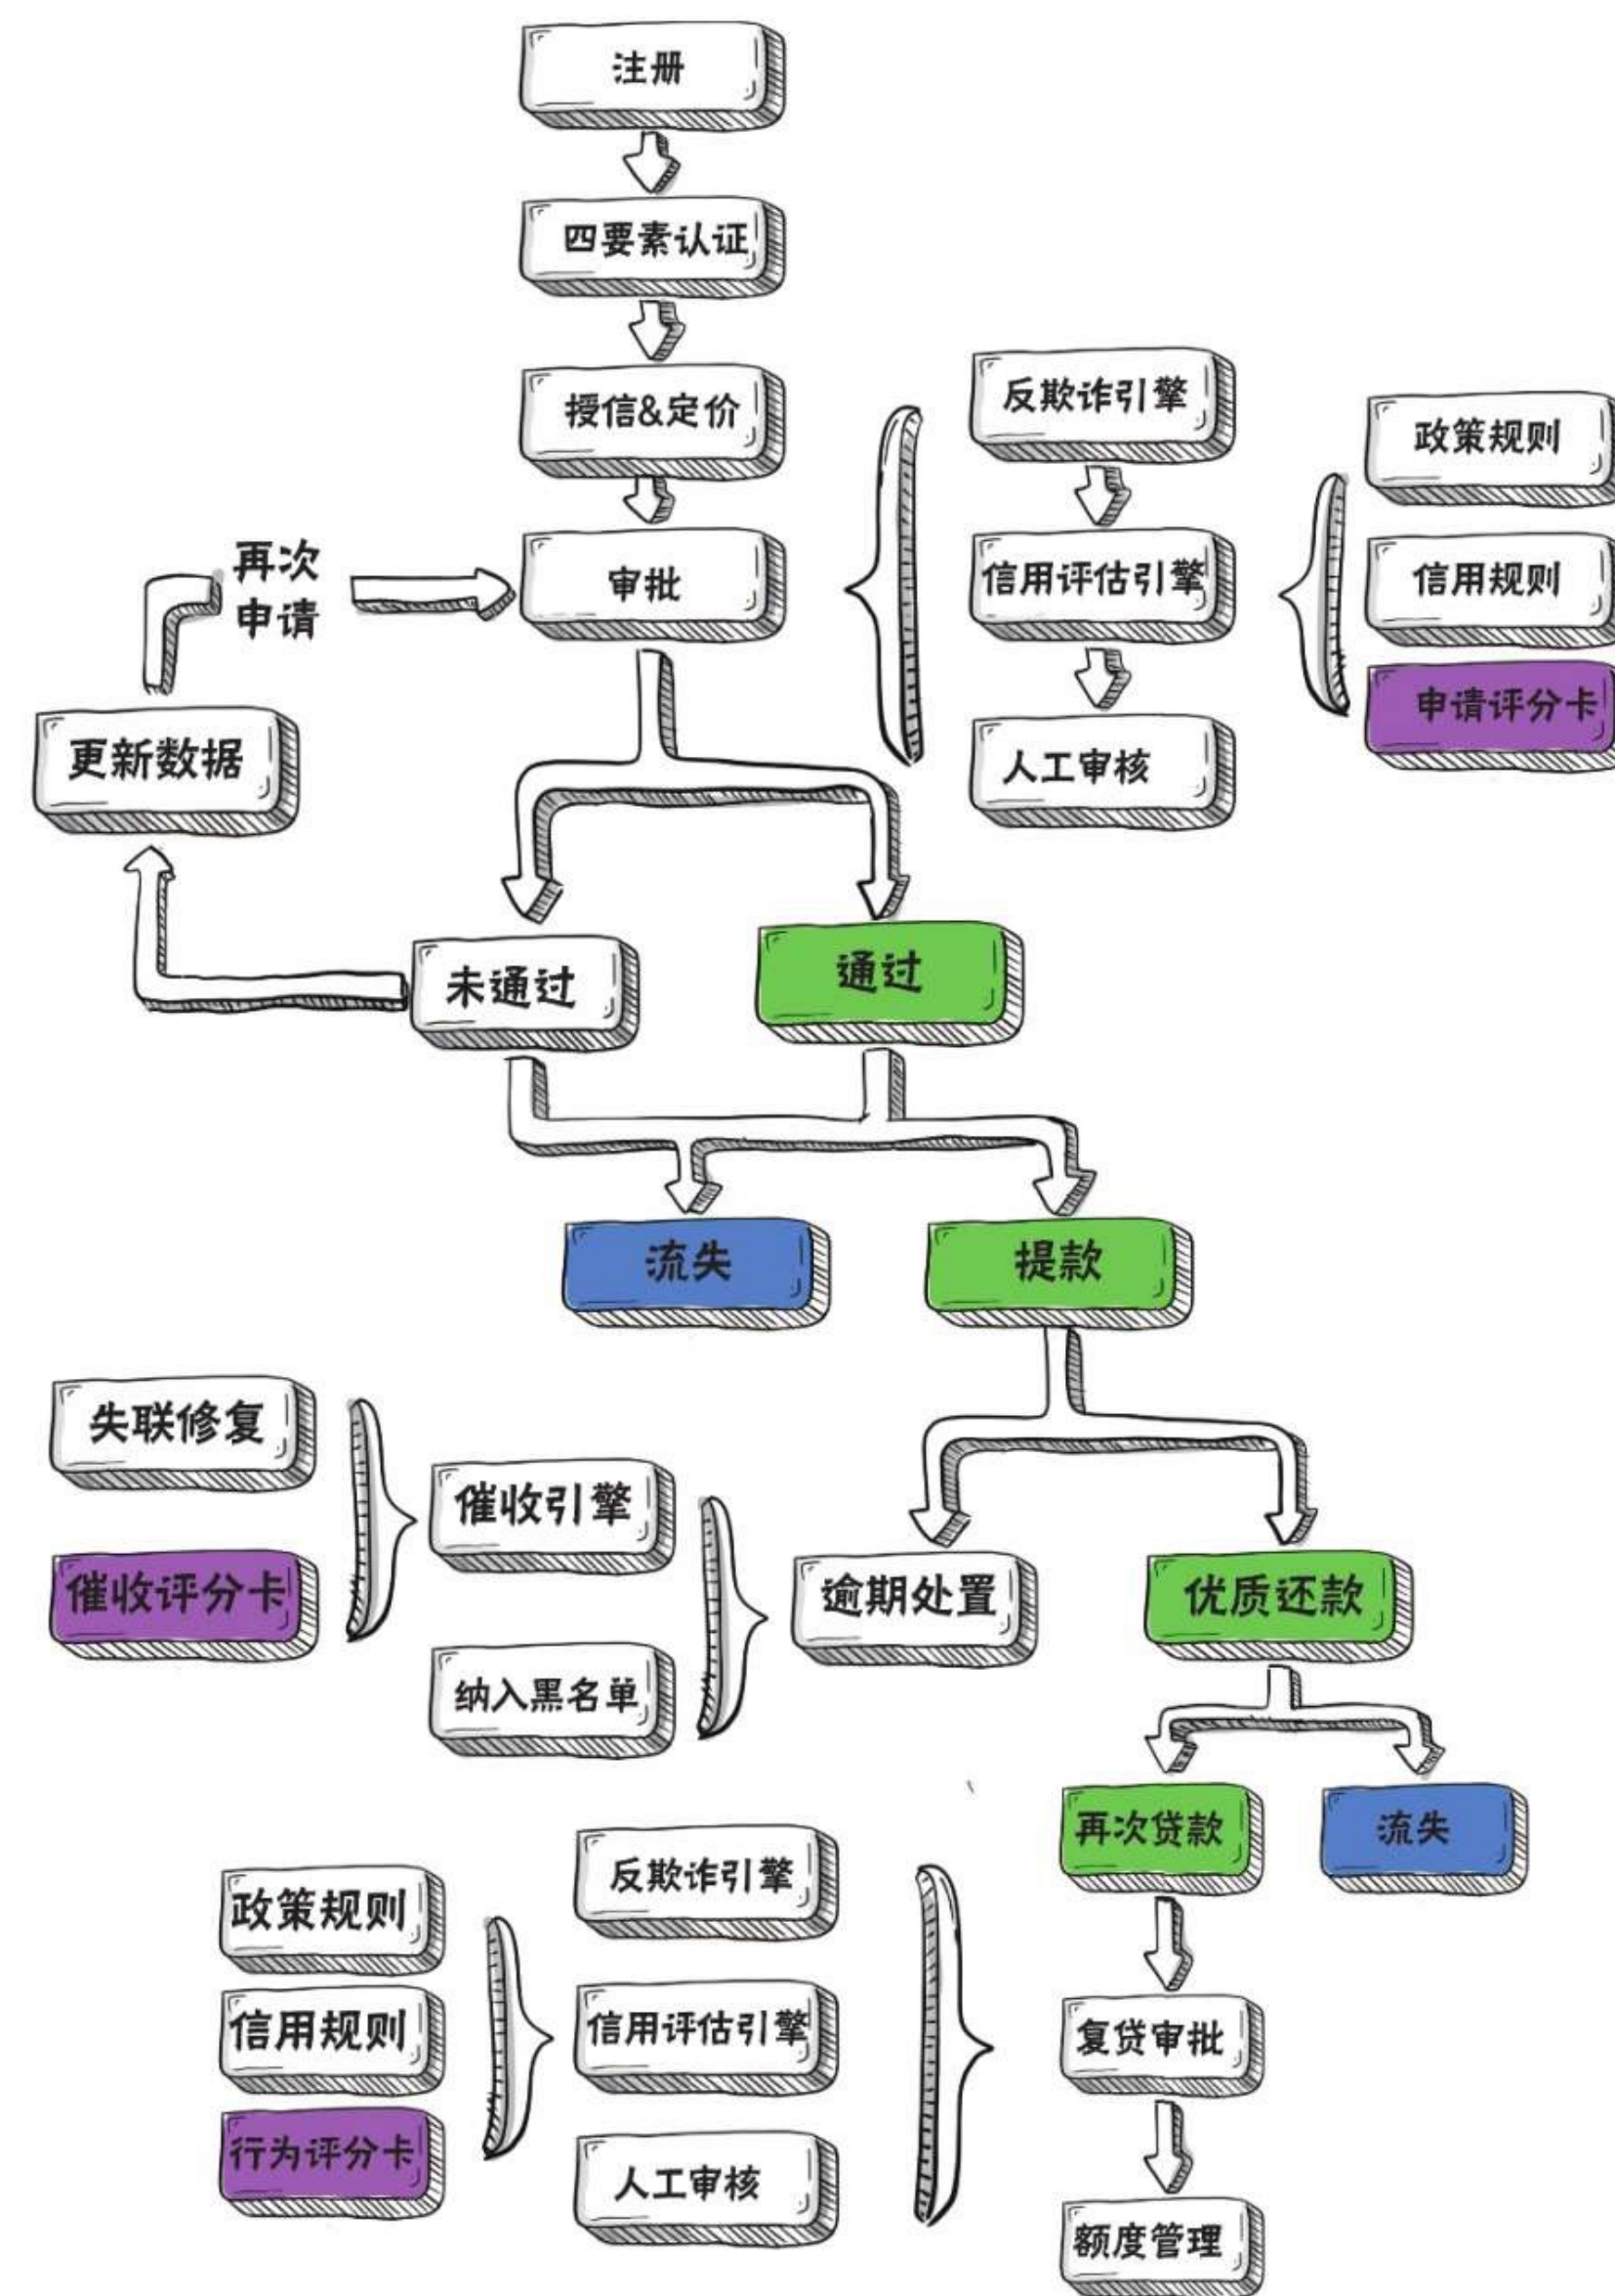 注册
四要素认证
授信&定价
反欺诈引擎
政策规则
再次
申请
审批
信用评估引擎
信用规则
申请评分卡
更新数据
人工审核
未通过
通过
流失
提款
失联修复
催收引擎
催收评分卡
逾期处置
优质还款
纳入黑名单
再次贷款
流失
反欺诈引擎
政策规则
信用规则
信用评估引擎
复贷审批
行为评分卡
人工审核
额度管理